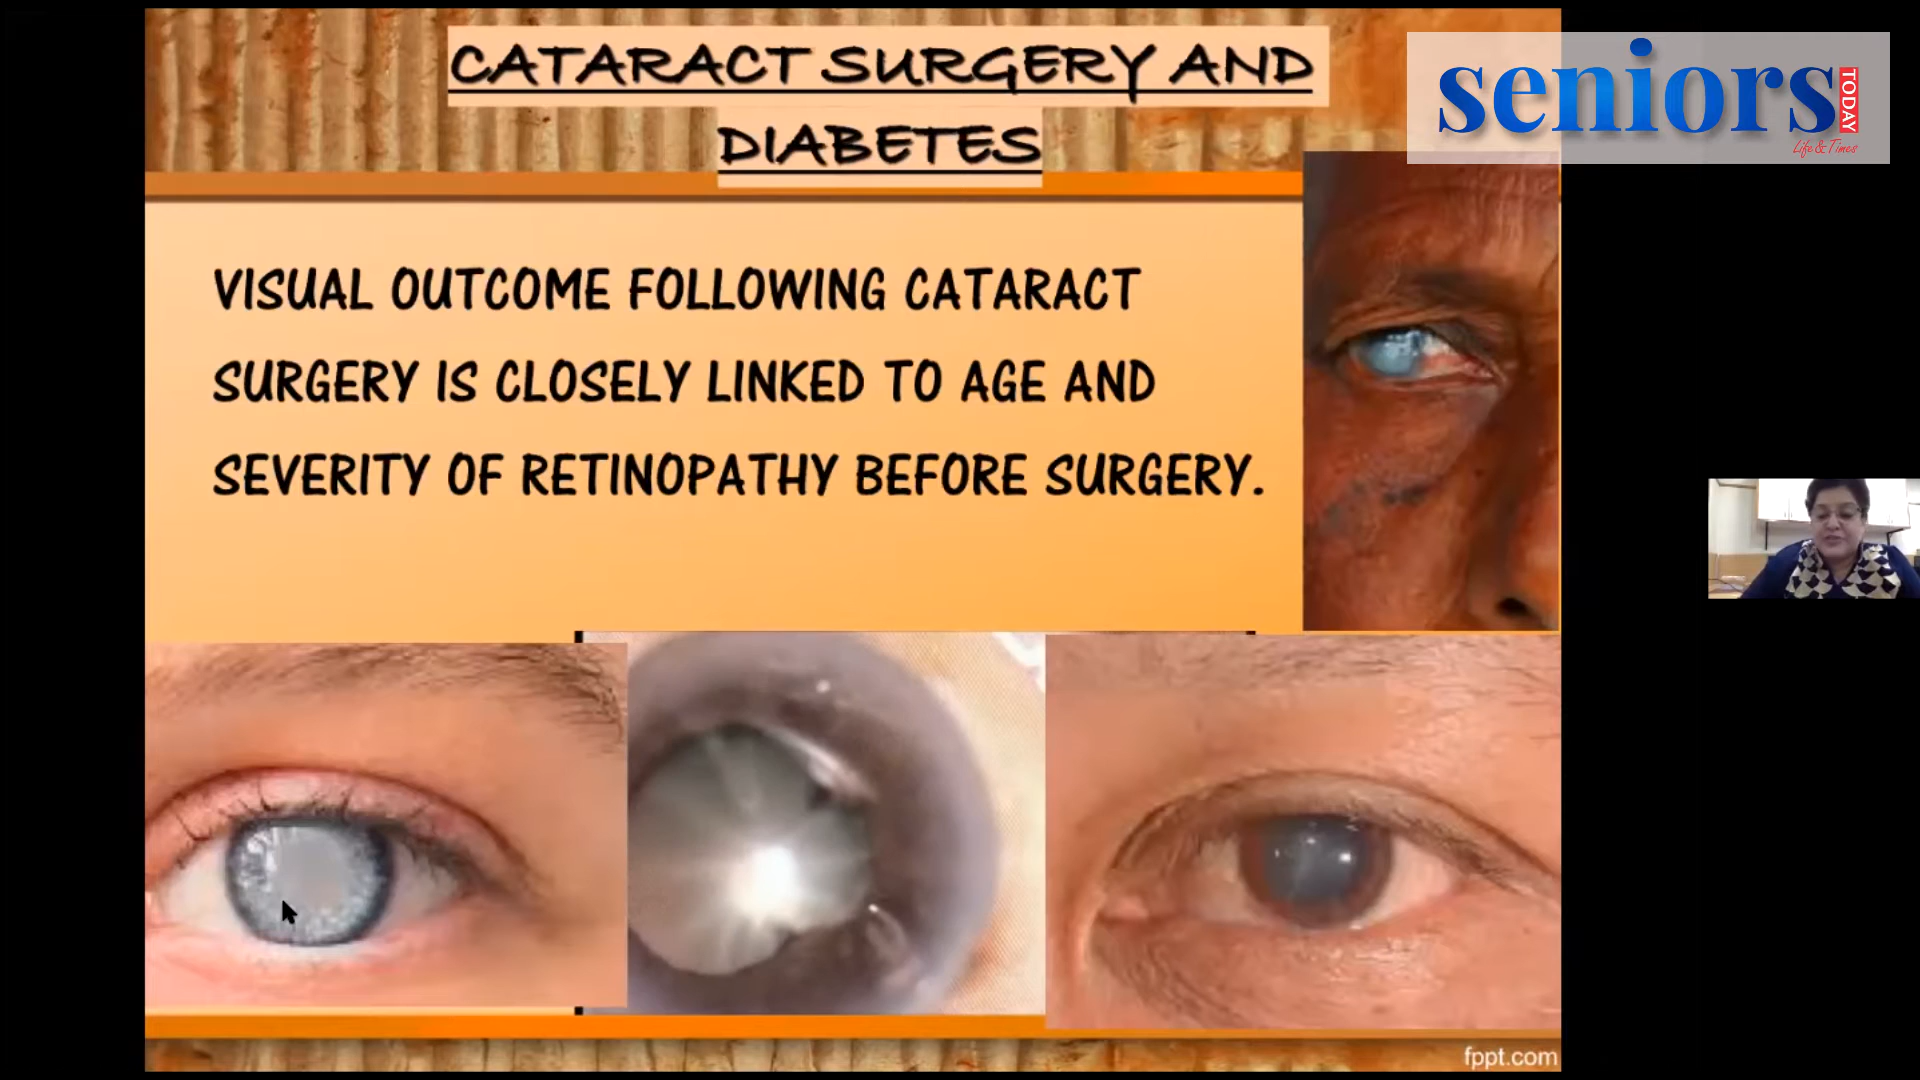 CATARACT SURGERY AND
DIABETES
seniors
TODAY
Life & Times
VISUAL OUTCOME FOLLOWING CATARACT
SURGERY IS CLOSELY LINKED TO AGE AND
SEVERITY OF RETINOPATHY BEFORE SURGERY.
fppt.com